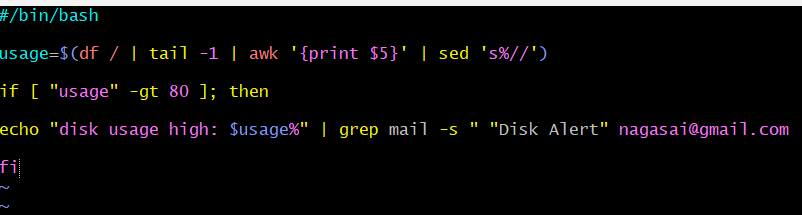 #/bin/bash
usage=$(df / | tail -1 | awk '{print $5}' | sed 's%//')
if [ "usage" -gt 80 ]; then
echo "disk usage high: $usage%" | grep mail -s " "Disk Alert" nagasai@gmail.com
fi
~
~